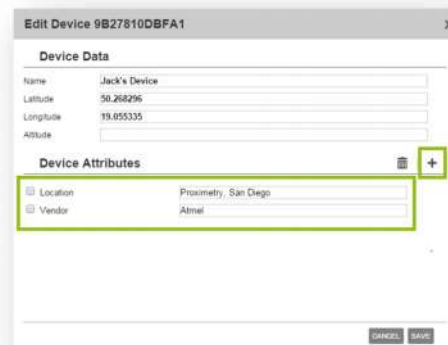 Edit Device 9B27810DBFA1
Device Data
Name Jack's Device
Latitude 50.268296
Longitude 19.055335
Altitude
Device Attributes
Location Proximetry, San Diego
Vendor Atmel
CANCEL SAVE